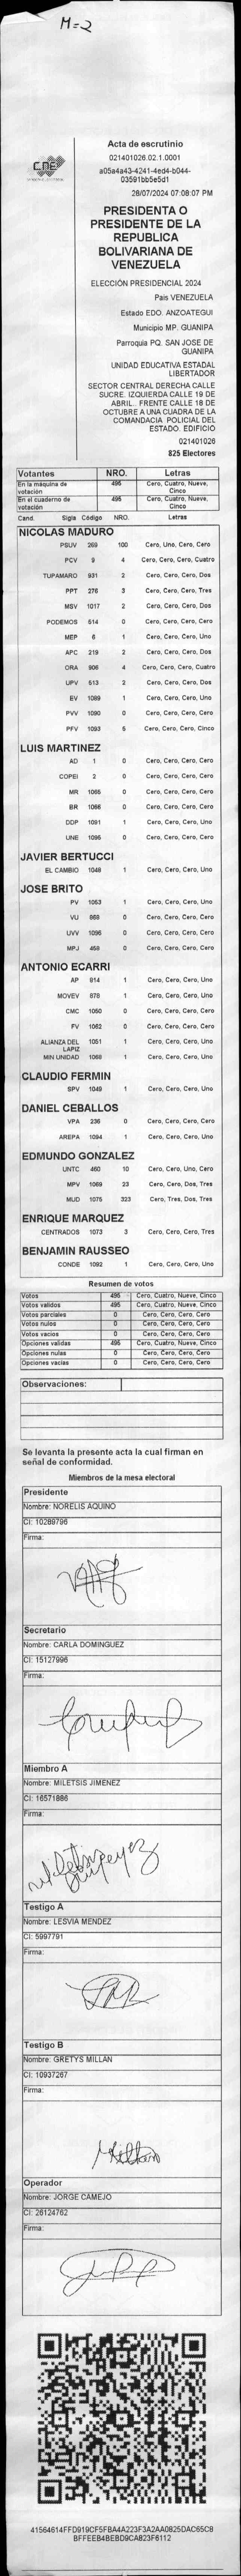 M=2
CNE
Acta de escrutinio
021401026.02.1.0001
a05a4a43-4241-4ed4-b044-
03591bb5e5d1
28/07/2024 07:08:07 PM
PRESIDENTA O
PRESIDENTE DE LA
REPUBLICA
BOLIVARIANA DE
VENEZUELA
ELECCIÓN PRESIDENCIAL 2024
País VENEZUELA
Estado EDO. ANZOATEGUI
Municipio MP. GUANIPA
Parroquia PQ. SAN JOSE DE
GUANIPA
UNIDAD EDUCATIVA ESTADAL
LIBERTADOR
SECTOR CENTRAL DERECHA CALLE
SUCRE. IZQUIERDA CALLE 19 DE
ABRIL.. FRENTE CALLE 18 DE
OCTUBRE A UNA CUADRA DE LA
COMANDACIA POLICIAL DEL
ESTADO. EDIFICIO
021401026
825 Electores
Votantes NRO. Letras
En la máquina de votación 495 Cero, Cuatro, Nueve, Cinco
En el cuaderno de votación 495 Cero, Cuatro, Nueve, Cinco
Cand. Sigla Código NRO. Letras
NICOLAS MADURO
PSUV 269 100 Cero, Uno, Cero, Cero
PCV 9 4 Cero, Cero, Cero, Cuatro
TUPAMARO 931 2 Cero, Cero, Cero, Dos
PPT 276 3 Cero, Cero, Cero, Tres
MSV 1017 2 Cero, Cero, Cero, Dos
PODEMOS 514 0 Cero, Cero, Cero, Cero
MEP 6 1 Cero, Cero, Cero, Uno
APC 219 2 Cero, Cero, Cero, Dos
ORA 906 4 Cero, Cero, Cero, Cuatro
UPV 513 2 Cero, Cero, Cero, Dos
EV 1089 1 Cero, Cero, Cero, Uno
PVV 1090 0 Cero, Cero, Cero, Cero
PFV 1093 5 Cero, Cero, Cero, Cinco
LUIS MARTINEZ
AD 1 0 Cero, Cero, Cero, Cero
COPEI 2 0 Cero, Cero, Cero, Cero
MR 1065 0 Cero, Cero, Cero, Cero
BR 1066 0 Cero, Cero, Cero, Cero
DDP 1091 1 Cero, Cero, Cero, Uno
UNE 1095 0 Cero, Cero, Cero, Cero
JAVIER BERTUCCI
EL CAMBIO 1048 1 Cero, Cero, Cero, Uno
JOSE BRITO
PV 1053 1 Cero, Cero, Cero, Uno
VU 868 0 Cero, Cero, Cero, Cero
UVV 1096 0 Cero, Cero, Cero, Cero
MPJ 458 0 Cero, Cero, Cero, Cero
ANTONIO ECARRI
AP 914 1 Cero, Cero, Cero, Uno
MOVEV 878 1 Cero, Cero, Cero, Uno
CMC 1050 0 Cero, Cero, Cero, Cero
FV 1062 0 Cero, Cero, Cero, Cero
ALIANZA DEL LAPIZ 1051 1 Cero, Cero, Cero, Uno
MIN UNIDAD 1068 1 Cero, Cero, Cero, Uno
CLAUDIO FERMIN
SPV 1049 1 Cero, Cero, Cero, Uno
DANIEL CEBALLOS
VPA 236 0 Cero, Cero, Cero, Cero
AREPA 1094 1 Cero, Cero, Cero, Uno
EDMUNDO GONZALEZ
UNTC 460 10 Cero, Cero, Uno, Cero
MPV 1069 23 Cero, Cero, Dos, Tres
MUD 1075 323 Cero, Tres, Dos, Tres
ENRIQUE MARQUEZ
CENTRADOS 1073 3 Cero, Cero, Cero, Tres
BENJAMIN RAUSSEO
CONDE 1092 1 Cero, Cero, Cero, Uno
Resumen de votos
Votos 495 Cero, Cuatro, Nueve, Cinco
Votos validos 495 Cero, Cuatro, Nueve, Cinco
Votos parciales 0 Cero, Cero, Cero, Cero
Votos nulos 0 Cero, Cero, Cero, Cero
Votos vacios 0 Cero, Cero, Cero, Cero
Opciones validas 495 Cero, Cuatro, Nueve, Cinco
Opciones nulas 0 Cero, Cero, Cero, Cero
Opciones vacías 0 Cero, Cero, Cero, Cero
Observaciones:
Se levanta la presente acta la cual firman en
señal de conformidad.
Miembros de la mesa electoral
Presidente
Nombre: NORELIS AQUINO
CI: 10289796
Firma:
Secretario
Nombre: CARLA DOMINGUEZ
CI: 15127996
Firma:
Miembro A
Nombre: MILETSIS JIMENEZ
CI: 16571886
Firma:
Testigo A
Nombre: LESVIA MENDEZ
CI: 5997791
Firma:
Testigo B
Nombre: GRETYS MILLAN
CI: 10937267
Firma:
Millan
Operador
Nombre: JORGE CAMEJO
CI: 26124762
Firma:
41564614FFD919CF5FBA4A223F3A2AA0825DAC65C8
BFFEEB4BEBD9CA823F6112